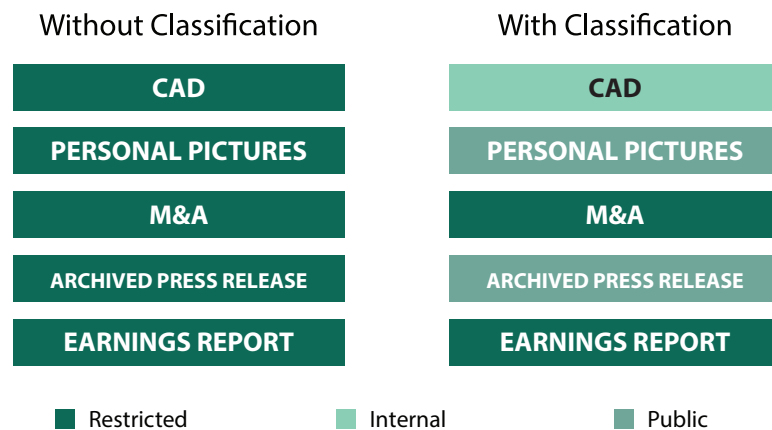 Without Classification
CAD
PERSONAL PICTURES
M&A
ARCHIVED PRESS RELEASE
EARNINGS REPORT
With Classification
CAD
PERSONAL PICTURES
M&A
ARCHIVED PRESS RELEASE
EARNINGS REPORT
Restricted
Internal
Public